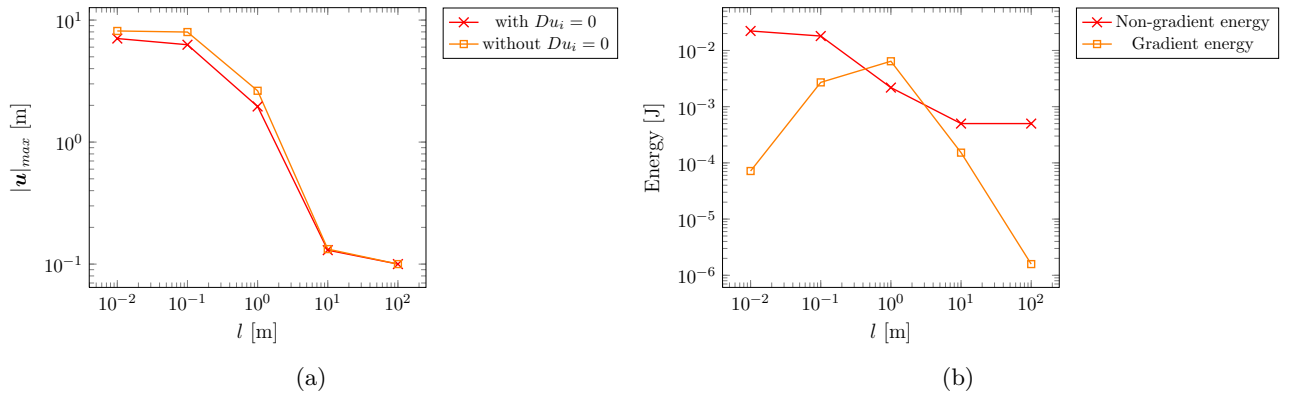 10^1
10^0
10^{-1}
|u|_{max} [m]
10^{-2} 10^{-1} 10^0 10^1 10^2
l [m]
with Du_i = 0
without Du_i = 0
(a)
10^{-2}
10^{-3}
10^{-4}
10^{-5}
10^{-6}
Energy [J]
10^{-2} 10^{-1} 10^0 10^1 10^2
l [m]
Non-gradient energy
Gradient energy
(b)